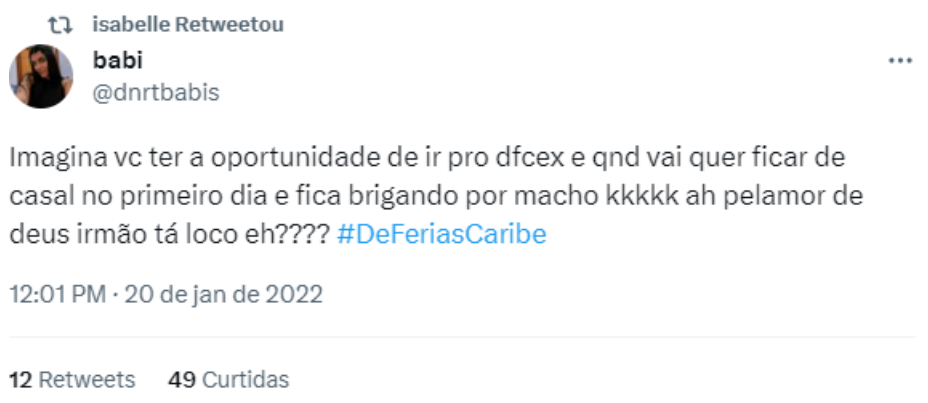 isabelle Retweetou
babi
@dnrtbabis
Imagina vc ter a oportunidade de ir pro dfcex e qnd vai quer ficar de
casal no primeiro dia e fica brigando por macho kkkkk ah pelamor de
deus irmão tá loco eh???? #DeFeriasCaribe
12:01 PM · 20 de jan de 2022
12 Retweets 49 Curtidas